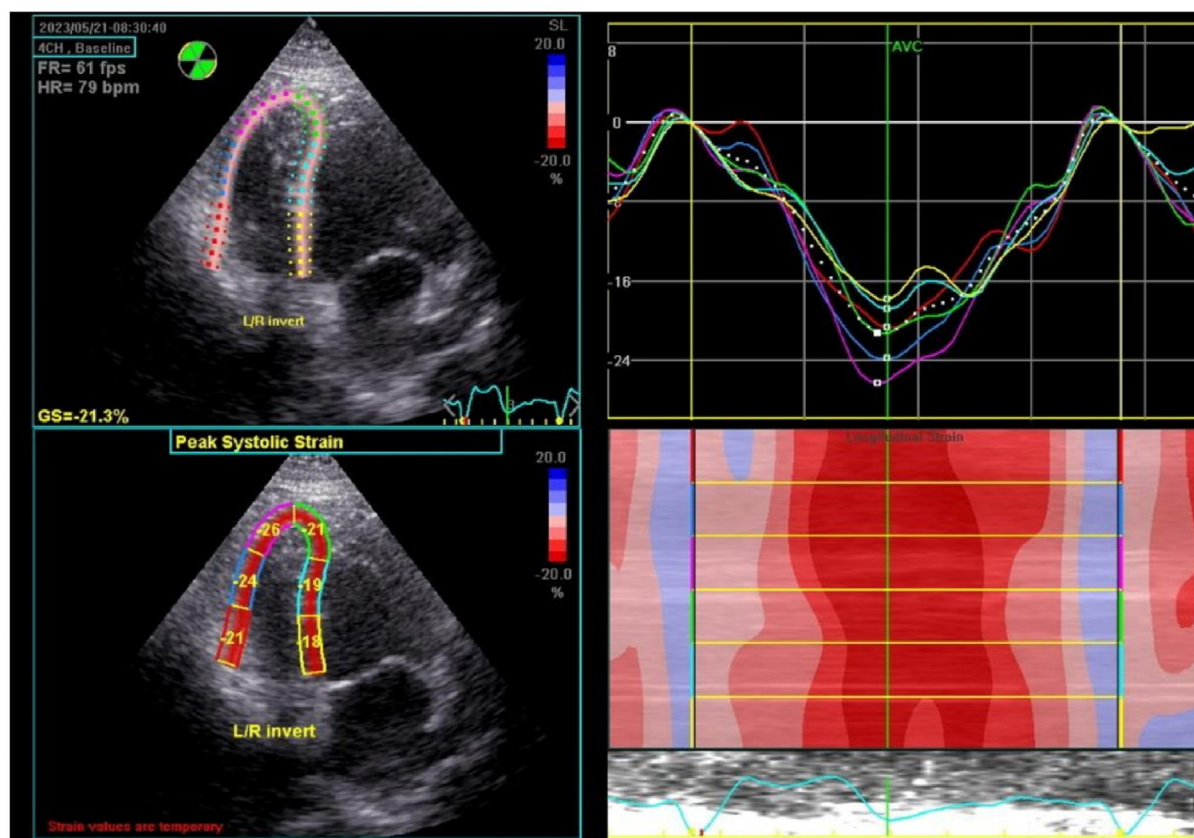 2023/05/21-08:30:40
4CH , Baseline
FR= 61 fps
HR= 79 bpm
SL
20.0
-20.0
%
L/R invert
GS=-21.3%
8
0
-8
-16
-24
AVC
Peak Systolic Strain
20.0
-20.0
%
-26
-21
-24
-19
-21
-18
L/R invert
Strain values are temporary
Longitudinal Strain